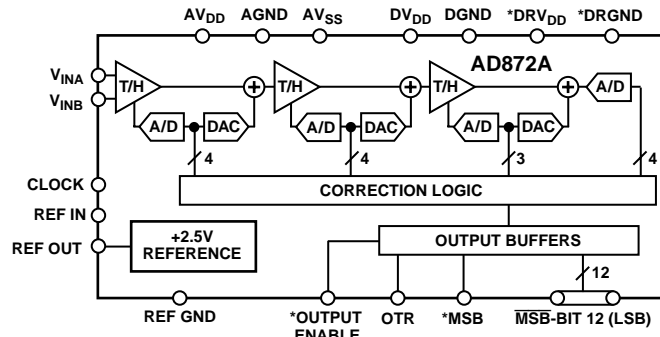 AVDD AGND AVSS DVDD DGND *DRVDD *DRGND
AD872A
VINA
VINB
T/H + T/H + T/H + A/D
A/D DAC A/D DAC A/D DAC
4 4 3 4
CLOCK
CORRECTION LOGIC
REF IN
REF OUT
+2.5V
REFERENCE
OUTPUT BUFFERS
12
REF GND
*OUTPUT
ENABLE
OTR
*MSB
M̅S̅B̅-BIT 12 (LSB)